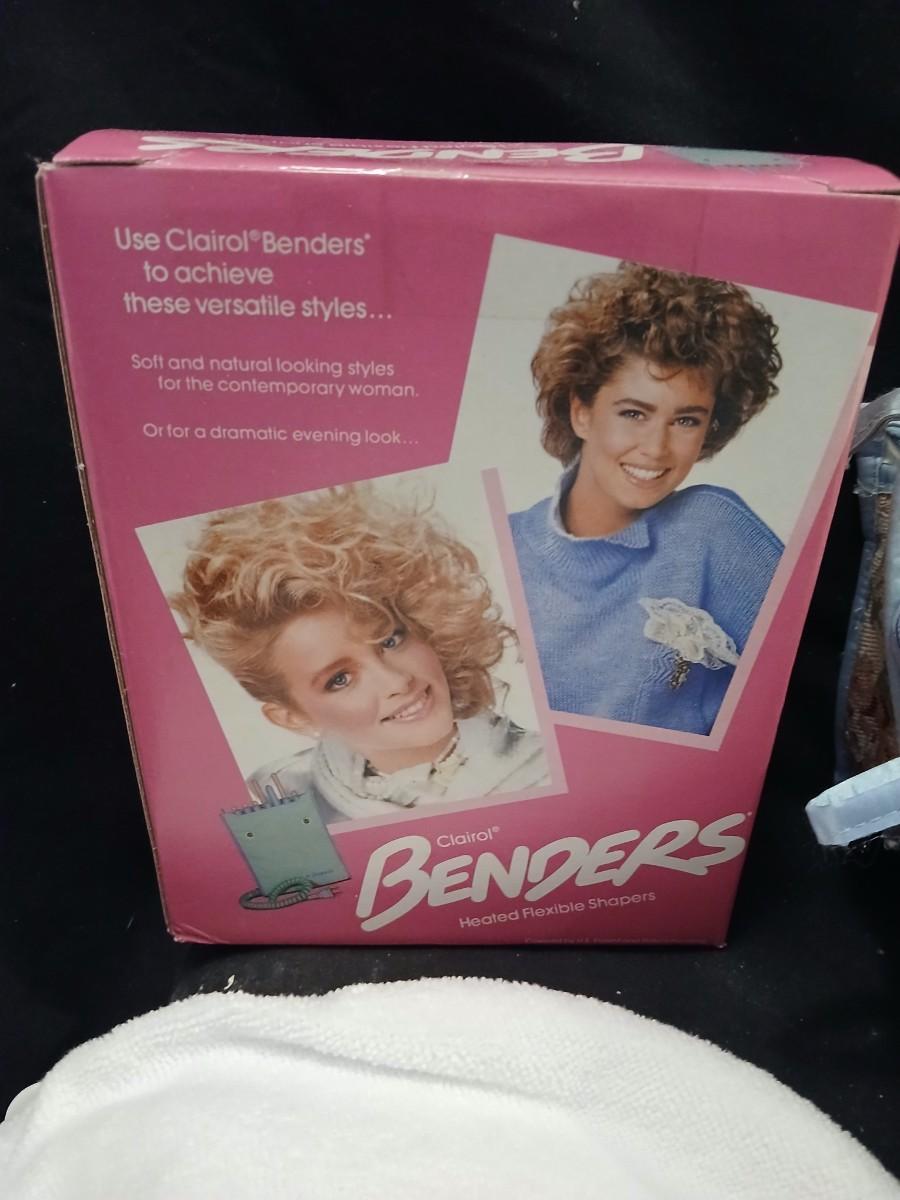 BENDERS
Use Clairol® Benders*
to achieve
these versatile styles...
Soft and natural looking styles
for the contemporary woman.
Or for a dramatic evening look...
Clairol®
BENDERS*
Heated Flexible Shapers